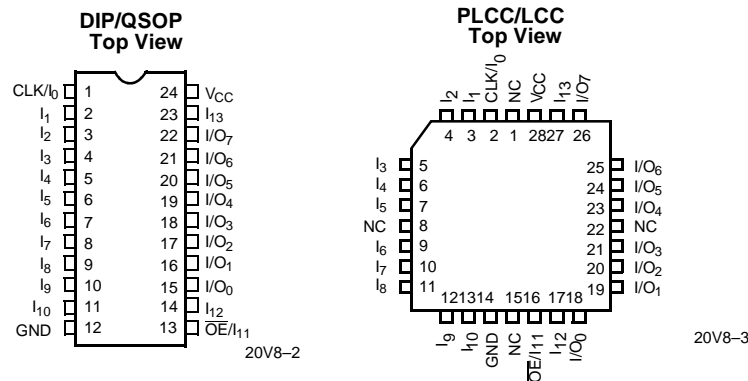 DIP/QSOP
Top View
CLK/I0 1 24 VCC
I1 2 23 I13
I2 3 22 I/O7
I3 4 21 I/O6
I4 5 20 I/O5
I5 6 19 I/O4
I6 7 18 I/O3
I7 8 17 I/O2
I8 9 16 I/O1
I9 10 15 I/O0
I10 11 14 I12
GND 12 13 OE/I11
20V8–2
PLCC/LCC
Top View
I2 I1 CLK/I0 NC VCC I13 I/O7
4 3 2 1 28 27 26
I3 5 25 I/O6
I4 6 24 I/O5
I5 7 23 I/O4
NC 8 22 NC
I6 9 21 I/O3
I7 10 20 I/O2
I8 11 19 I/O1
12 13 14 15 16 17 18
I9 I10 GND NC OE/I11 I12 I/O0
20V8–3